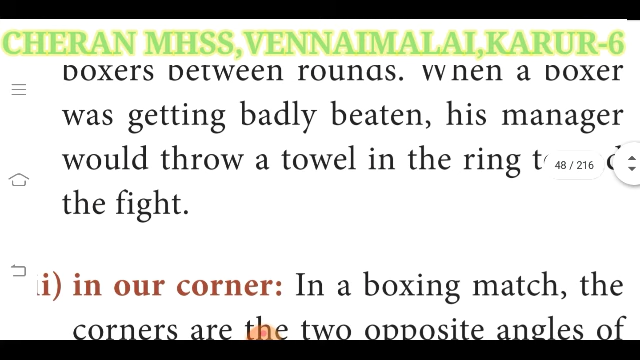 CHERAN MHSS,VENNAIMALAI,KARUR-6
boxers between rounds. When a boxer
was getting badly beaten, his manager
would throw a towel in the ring
48 / 216
the fight.
in our corner: In a boxing match, the
corners are the two opposite angles of